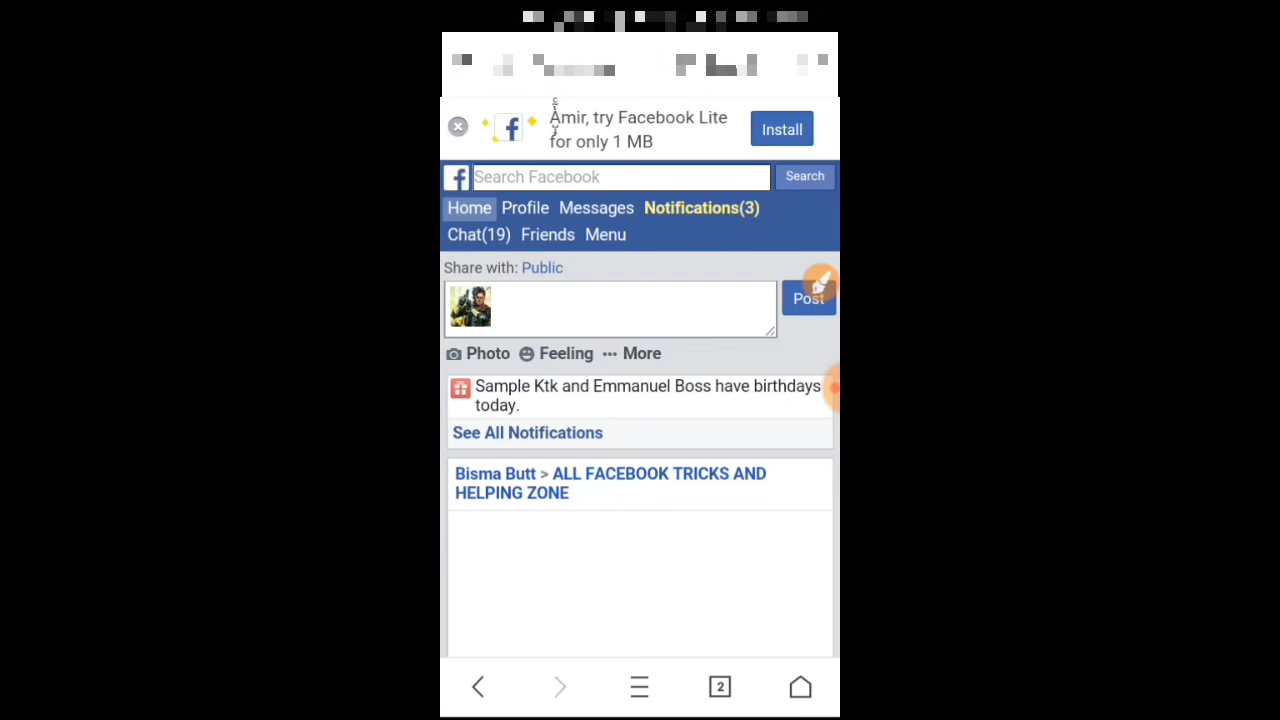 Amir, try Facebook Lite
for only 1 MB
Install
Search Facebook
Search
Home Profile Messages Notifications(3)
Chat(19) Friends Menu
Share with: Public
Post
Photo Feeling ••• More
Sample Ktk and Emmanuel Boss have birthdays
today.
See All Notifications
Bisma Butt > ALL FACEBOOK TRICKS AND
HELPING ZONE
2